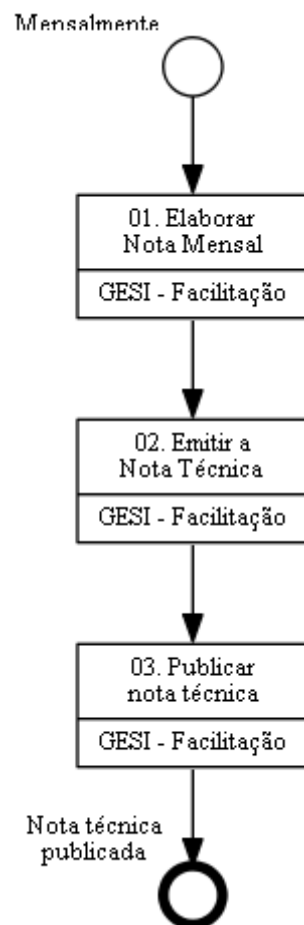 Mensalmente
01. Elaborar
Nota Mensal
GESI - Facilitação
02. Emitir a
Nota Técnica
GESI - Facilitação
03. Publicar
nota técnica
GESI - Facilitação
Nota técnica
publicada